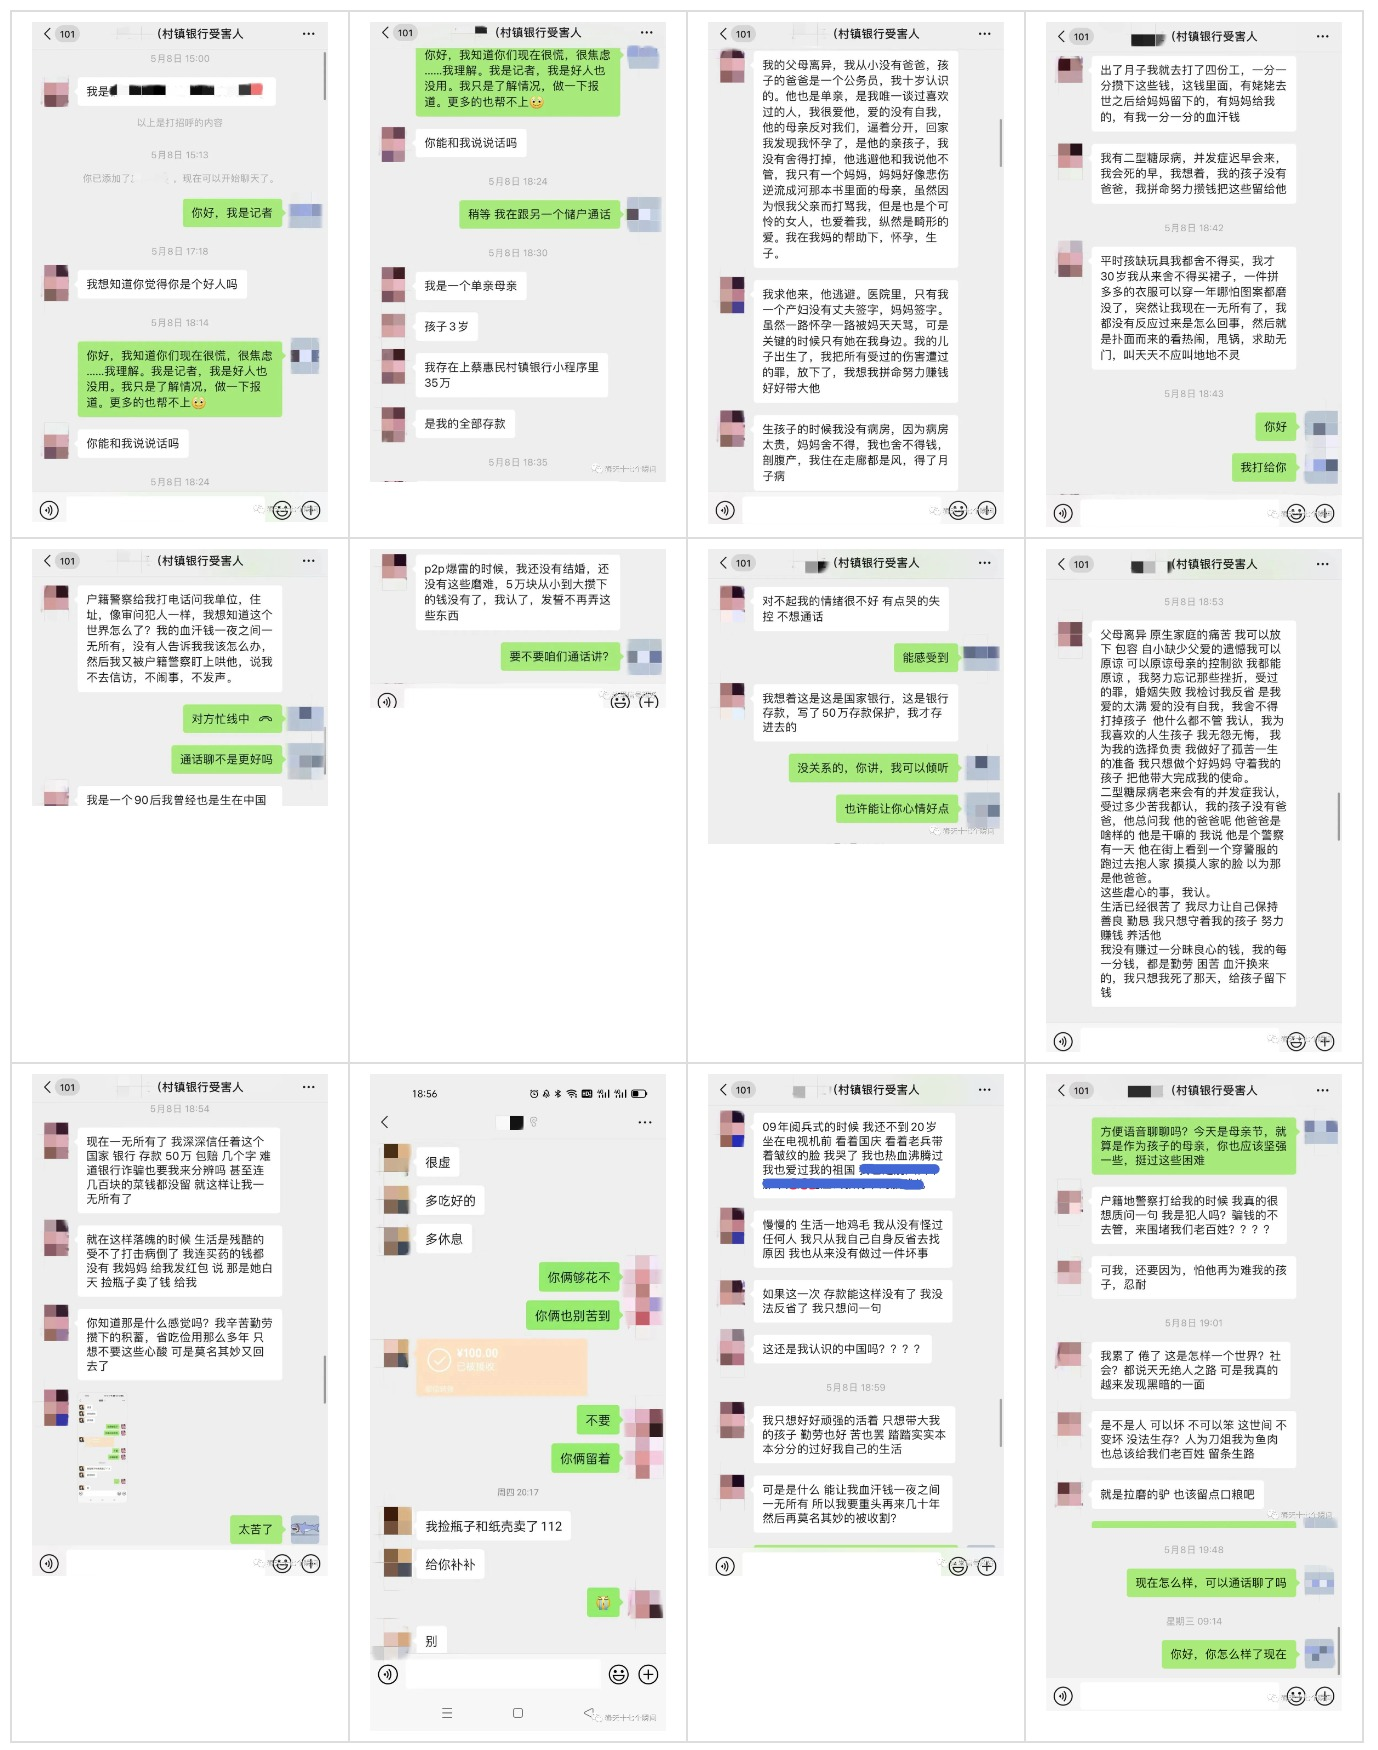 101 （村镇银行受害人
5月8日 15:00
我是
以上是打招呼的内容
5月8日 15:13
你已添加了 ，现在可以开始聊天了。
你好，我是记者
5月8日 17:18
我想知道你觉得你是个好人吗
5月8日 18:14
你好，我知道你们现在很慌，很焦虑
......我理解。我是记者，我是好人也
没用。我只是了解情况，做一下报
道。更多的也帮不上
你能和我说说话吗
5月8日 18:24
101 （村镇银行受害人
你好，我知道你们现在很慌，很焦虑
......我理解。我是记者，我是好人也
没用。我只是了解情况，做一下报
道。更多的也帮不上
你能和我说说话吗
5月8日 18:24
稍等 我在跟另一个储户通话
5月8日 18:30
我是一个单亲母亲
孩子3岁
我存在上蔡惠民村镇银行小程序里
35万
是我的全部存款
5月8日 18:35
101 （村镇银行受害人
我的父母离异，我从小没有爸爸，孩
子的爸爸是一个公务员，我十岁认识
的。他也是单亲，是我唯一谈过喜欢
过的人，我很爱他，爱的没有自我，
他的母亲反对我们，逼着分开，回家
我发现我怀孕了，是他的亲孩子，我
没有舍得打掉，他逃避他和我说他不
管，我只有一个妈妈，妈妈好像悲伤
逆流成河那本书里面的母亲，虽然因
为恨我父亲而打骂我，但是也是个可
怜的女人，也爱着我，纵然是畸形的
爱。我在我妈的帮助下，怀孕，生
子。
我求他来，他逃避。医院里，只有我
一个产妇没有丈夫签字，妈妈签字。
虽然一路怀孕一路被妈天天骂，可是
关键的时候只有她在我身边。我的儿
子出生了，我把所有受过的伤害遭过
的罪，放下了，我想我拼命努力赚钱
好好带大他
生孩子的时候我没有病房，因为病房
太贵，妈妈舍不得，我也舍不得钱，
剖腹产，我住在走廊都是风，得了月
子病
101 （村镇银行受害人
出了月子我就去打了四份工，一分一
分攒下这些钱，这钱里面，有姥姥去
世之后给妈妈留下的，有妈妈给我
的，有我一分一分的血汗钱
我有二型糖尿病，并发症迟早会来，
我会死的早，我想着，我的孩子没有
爸爸，我拼命努力攒钱把这些留给他
5月8日 18:42
平时孩缺玩具我都舍不得买，我才
30岁我从来舍不得买裙子，一件拼
多多的衣服可以穿一年哪怕图案都磨
没了，突然让我现在一无所有了，我
都没有反应过来是怎么回事，然后就
是扑面而来的看热闹，甩锅，求助无
门，叫天天不应叫地地不灵
5月8日 18:43
你好
我打给你
101 （村镇银行受害人
户籍警察给我打电话问我单位，住
址，像审问犯人一样，我想知道这个
世界怎么了？我的血汗钱一夜之间一
无所有，没有人告诉我我该怎么办，
然后我又被户籍警察盯上哄他，说我
不去信访，不闹事，不发声。
对方忙线中
通话聊不是更好吗
我是一个90后我曾经也是生在中国
p2p爆雷的时候，我还没有结婚，还
没有这些磨难，5万块从小到大攒下
的钱没有了，我认了，发誓不再弄这
些东西
要不要咱们通话讲？
101 （村镇银行受害人
对不起我的情绪很不好 有点哭的失
控 不想通话
能感受到
我想着这是这是国家银行，这是银行
存款，写了50万存款保护，我才存
进去的
没关系的，你讲，我可以倾听
也许能让你心情好点
101 （村镇银行受害人
5月8日 18:53
父母离异 原生家庭的痛苦 我可以放
下 包容 自小缺少父爱的遗憾我可以
原谅 可以原谅母亲的控制欲 我都能
原谅 ，我努力忘记那些挫折，受过
的罪，婚姻失败 我检讨我反省 是我
爱的太满 爱的没有自我，我舍不得
打掉孩子 他什么都不管 我认，我为
我喜欢的人生孩子 我无怨无悔， 我
为我的选择负责 我做好了孤苦一生
的准备 我只想做个好妈妈 守着我的
孩子 把他带大完成我的使命。
二型糖尿病老来会有的并发症我认，
受过多少苦我都认，我的孩子没有爸
爸，他总问我 他的爸爸呢 他爸爸是
啥样的 他是干嘛的 我说 他是个警察
有一天 他在街上看到一个穿警服的
跑过去抱人家 摸摸人家的脸 以为那
是他爸爸。
这些虐心的事，我认。
生活已经很苦了 我尽力让自己保持
善良 勤恳 我只想守着我的孩子 努力
赚钱 养活他
我没有赚过一分昧良心的钱，我的每
一分钱，都是勤劳 困苦 血汗换来
的，我只想我死了那天，给孩子留下
钱
101 （村镇银行受害人
5月8日 18:54
现在一无所有了 我深深信任着这个
国家 银行 存款 50万 包赔 几个字 难
道银行诈骗也要我来分辨吗 甚至连
几百块的菜钱都没留 就这样让我一
无所有了
就在这样落魄的时候 生活是残酷的
受不了打击病倒了 我连买药的钱都
没有 我妈妈 给我发红包 说 那是她白
天 捡瓶子卖了钱 给我
你知道那是什么感觉吗？我辛苦勤劳
攒下的积蓄，省吃俭用那么多年 只
想不要这些心酸 可是莫名其妙又回
去了
太苦了
18:56
很虚
多吃好的
多休息
你俩够花不
你俩也别苦到
¥100.00
已被接收
不要
你俩留着
周四 20:17
我捡瓶子和纸壳卖了112
给你补补
别
101 （村镇银行受害人
09年阅兵式的时候 我还不到20岁
坐在电视机前 看着国庆 看着老兵带
着皱纹的脸 我哭了 我也热血沸腾过
我也爱过我的祖国
慢慢的 生活一地鸡毛 我从没有怪过
任何人 我只从我自己自身反省去找
原因 我也从来没有做过一件坏事
如果这一次 存款能这样没有了 我没
法反省了 我只想问一句
这还是我认识的中国吗？？？？
5月8日 18:59
我只想好好顽强的活着 只想带大我
的孩子 勤劳也好 苦也罢 踏踏实实本
本分分的过好我自己的生活
可是是什么 能让我血汗钱一夜之间
一无所有 所以我要重头再来几十年
然后再莫名其妙的被收割？
101 （村镇银行受害人
方便语音聊聊吗？今天是母亲节，就
算是作为孩子的母亲，你也应该坚强
一些，挺过这些困难
户籍地警察打给我的时候 我真的很
想质问一句 我是犯人吗？骗钱的不
去管，来围堵我们老百姓？？？？
可我，还要因为，怕他再为难我的孩
子，忍耐
5月8日 19:01
我累了 倦了 这是怎样一个世界？社
会？都说天无绝人之路 可是我真的
越来发现黑暗的一面
是不是人 可以坏 不可以笨 这世间 不
变坏 没法生存？人为刀俎我为鱼肉
也总该给我们老百姓 留条生路
就是拉磨的驴 也该留点口粮吧
5月8日 19:48
现在怎么样，可以通话聊了吗
星期三 09:14
你好，你怎么样了现在